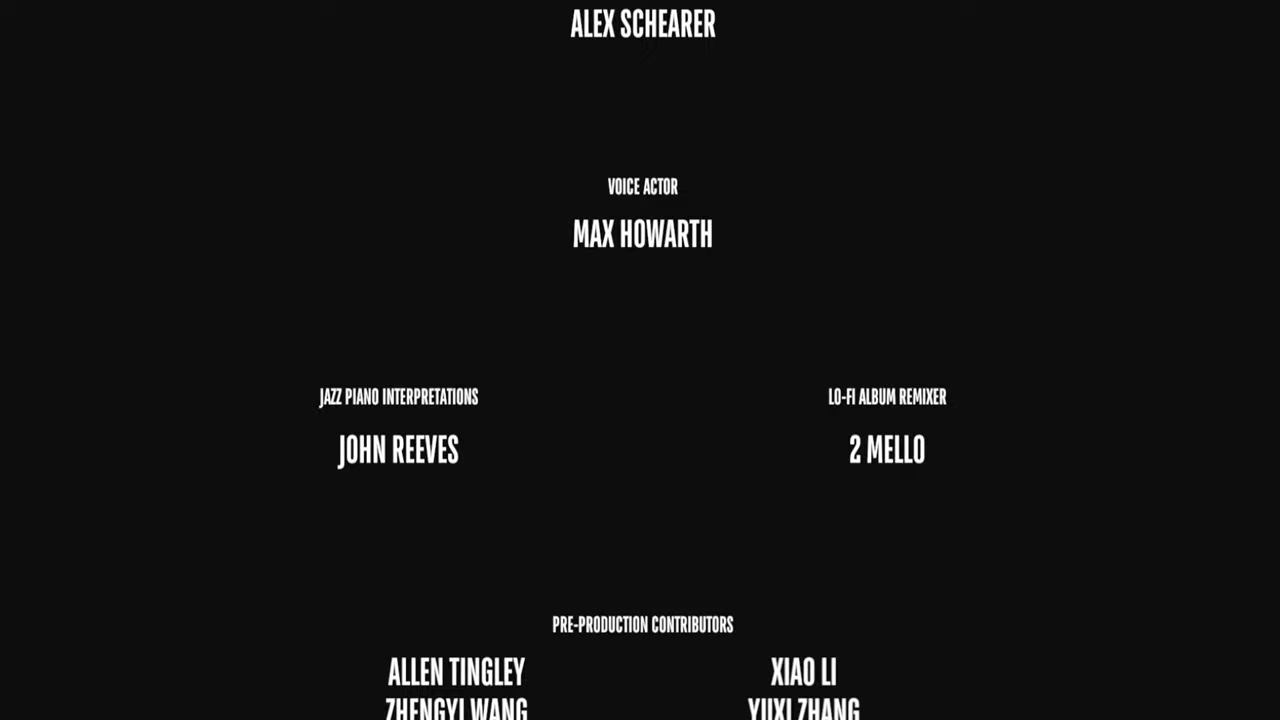 ALEX SCHEARER
VOICE ACTOR
MAX HOWARTH
JAZZ PIANO INTERPRETATIONS
JOHN REEVES
LO-FI ALBUM REMIXER
2 MELLO
PRE-PRODUCTION CONTRIBUTORS
ALLEN TINGLEY
XIAO LI
ZHENGYI WANG
YUXI ZHANG